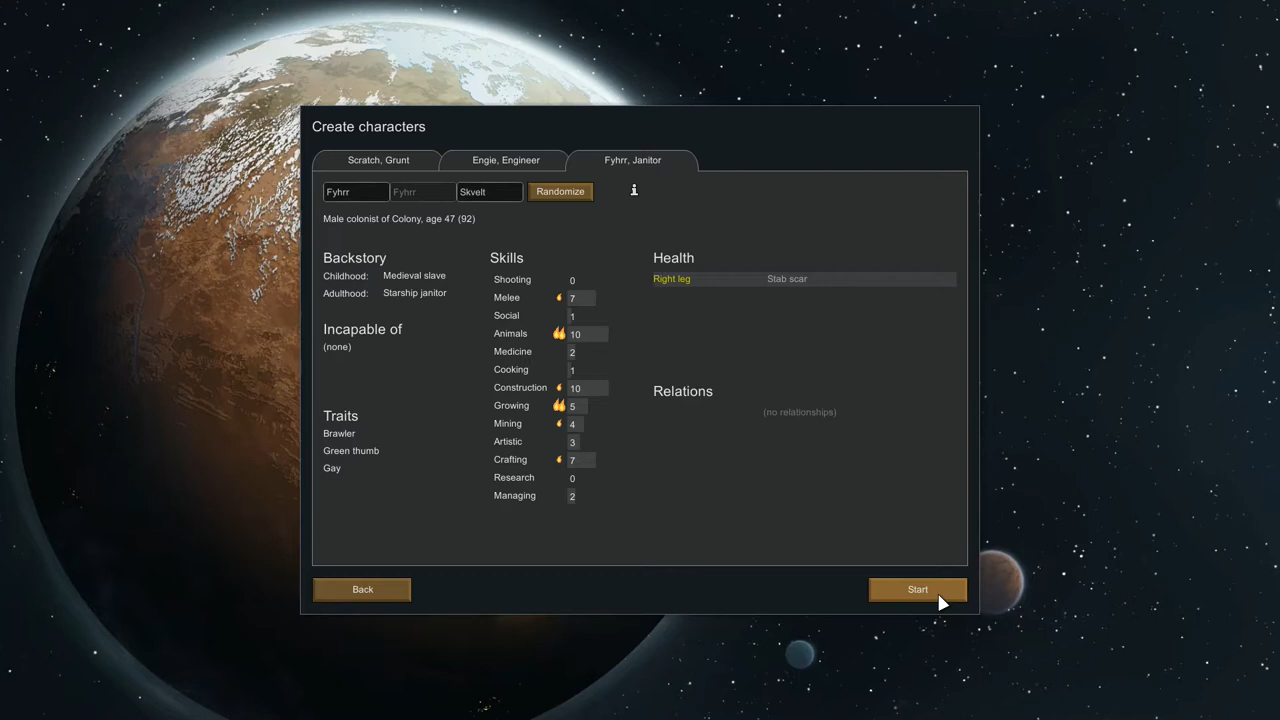 Create characters
Scratch, Grunt
Engie, Engineer
Fyhrr, Janitor
Fyhrr
Fyhrr
Skvelt
Randomize
Male colonist of Colony, age 47 (92)
Backstory
Childhood: Medieval slave
Adulthood: Starship janitor
Incapable of
(none)
Traits
Brawler
Green thumb
Gay
Skills
Shooting 0
Melee 7
Social 1
Animals 10
Medicine 2
Cooking 1
Construction 10
Growing 5
Mining 4
Artistic 3
Crafting 7
Research 0
Managing 2
Health
Right leg Stab scar
Relations
(no relationships)
Back
Start